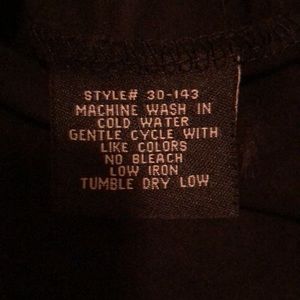 STYLE# 30-143
MACHINE WASH IN
COLD WATER
GENTLE CYCLE WITH
LIKE COLORS
NO BLEACH
LOW IRON
TUMBLE DRY LOW